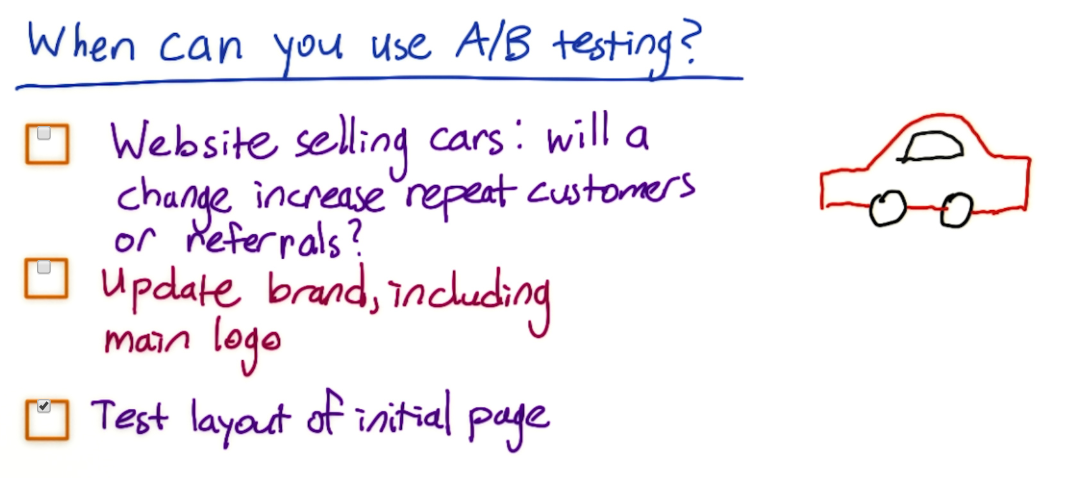 When can you use A/B testing?
Website selling cars: will a
change increase repeat customers
or referrals?
Update brand, including
main logo
Test layout of initial page